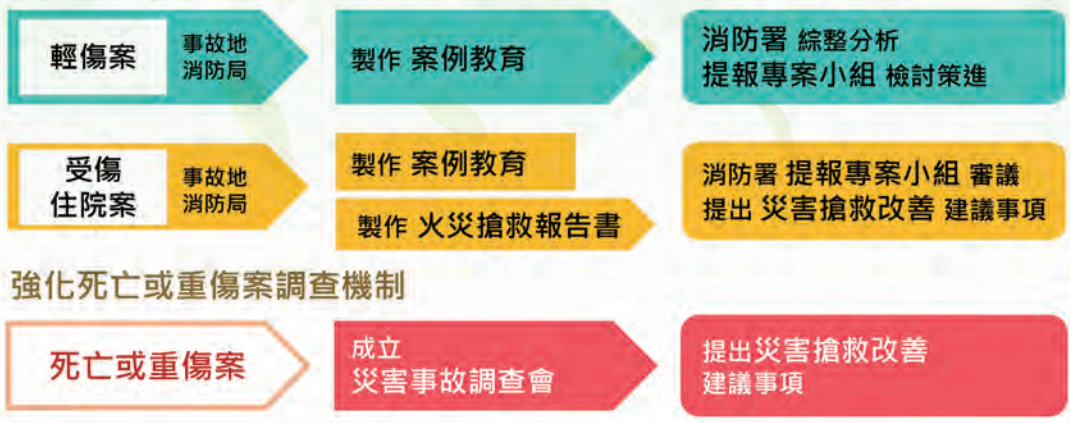 輕傷案
事故地
消防局
製作 案例教育
消防署 綜整分析
提報專案小組 檢討策進
受傷
住院案
事故地
消防局
製作 案例教育
製作 火災搶救報告書
消防署 提報專案小組 審議
提出 災害搶救改善 建議事項
強化死亡或重傷案調查機制
死亡或重傷案
成立
災害事故調查會
提出災害搶救改善
建議事項